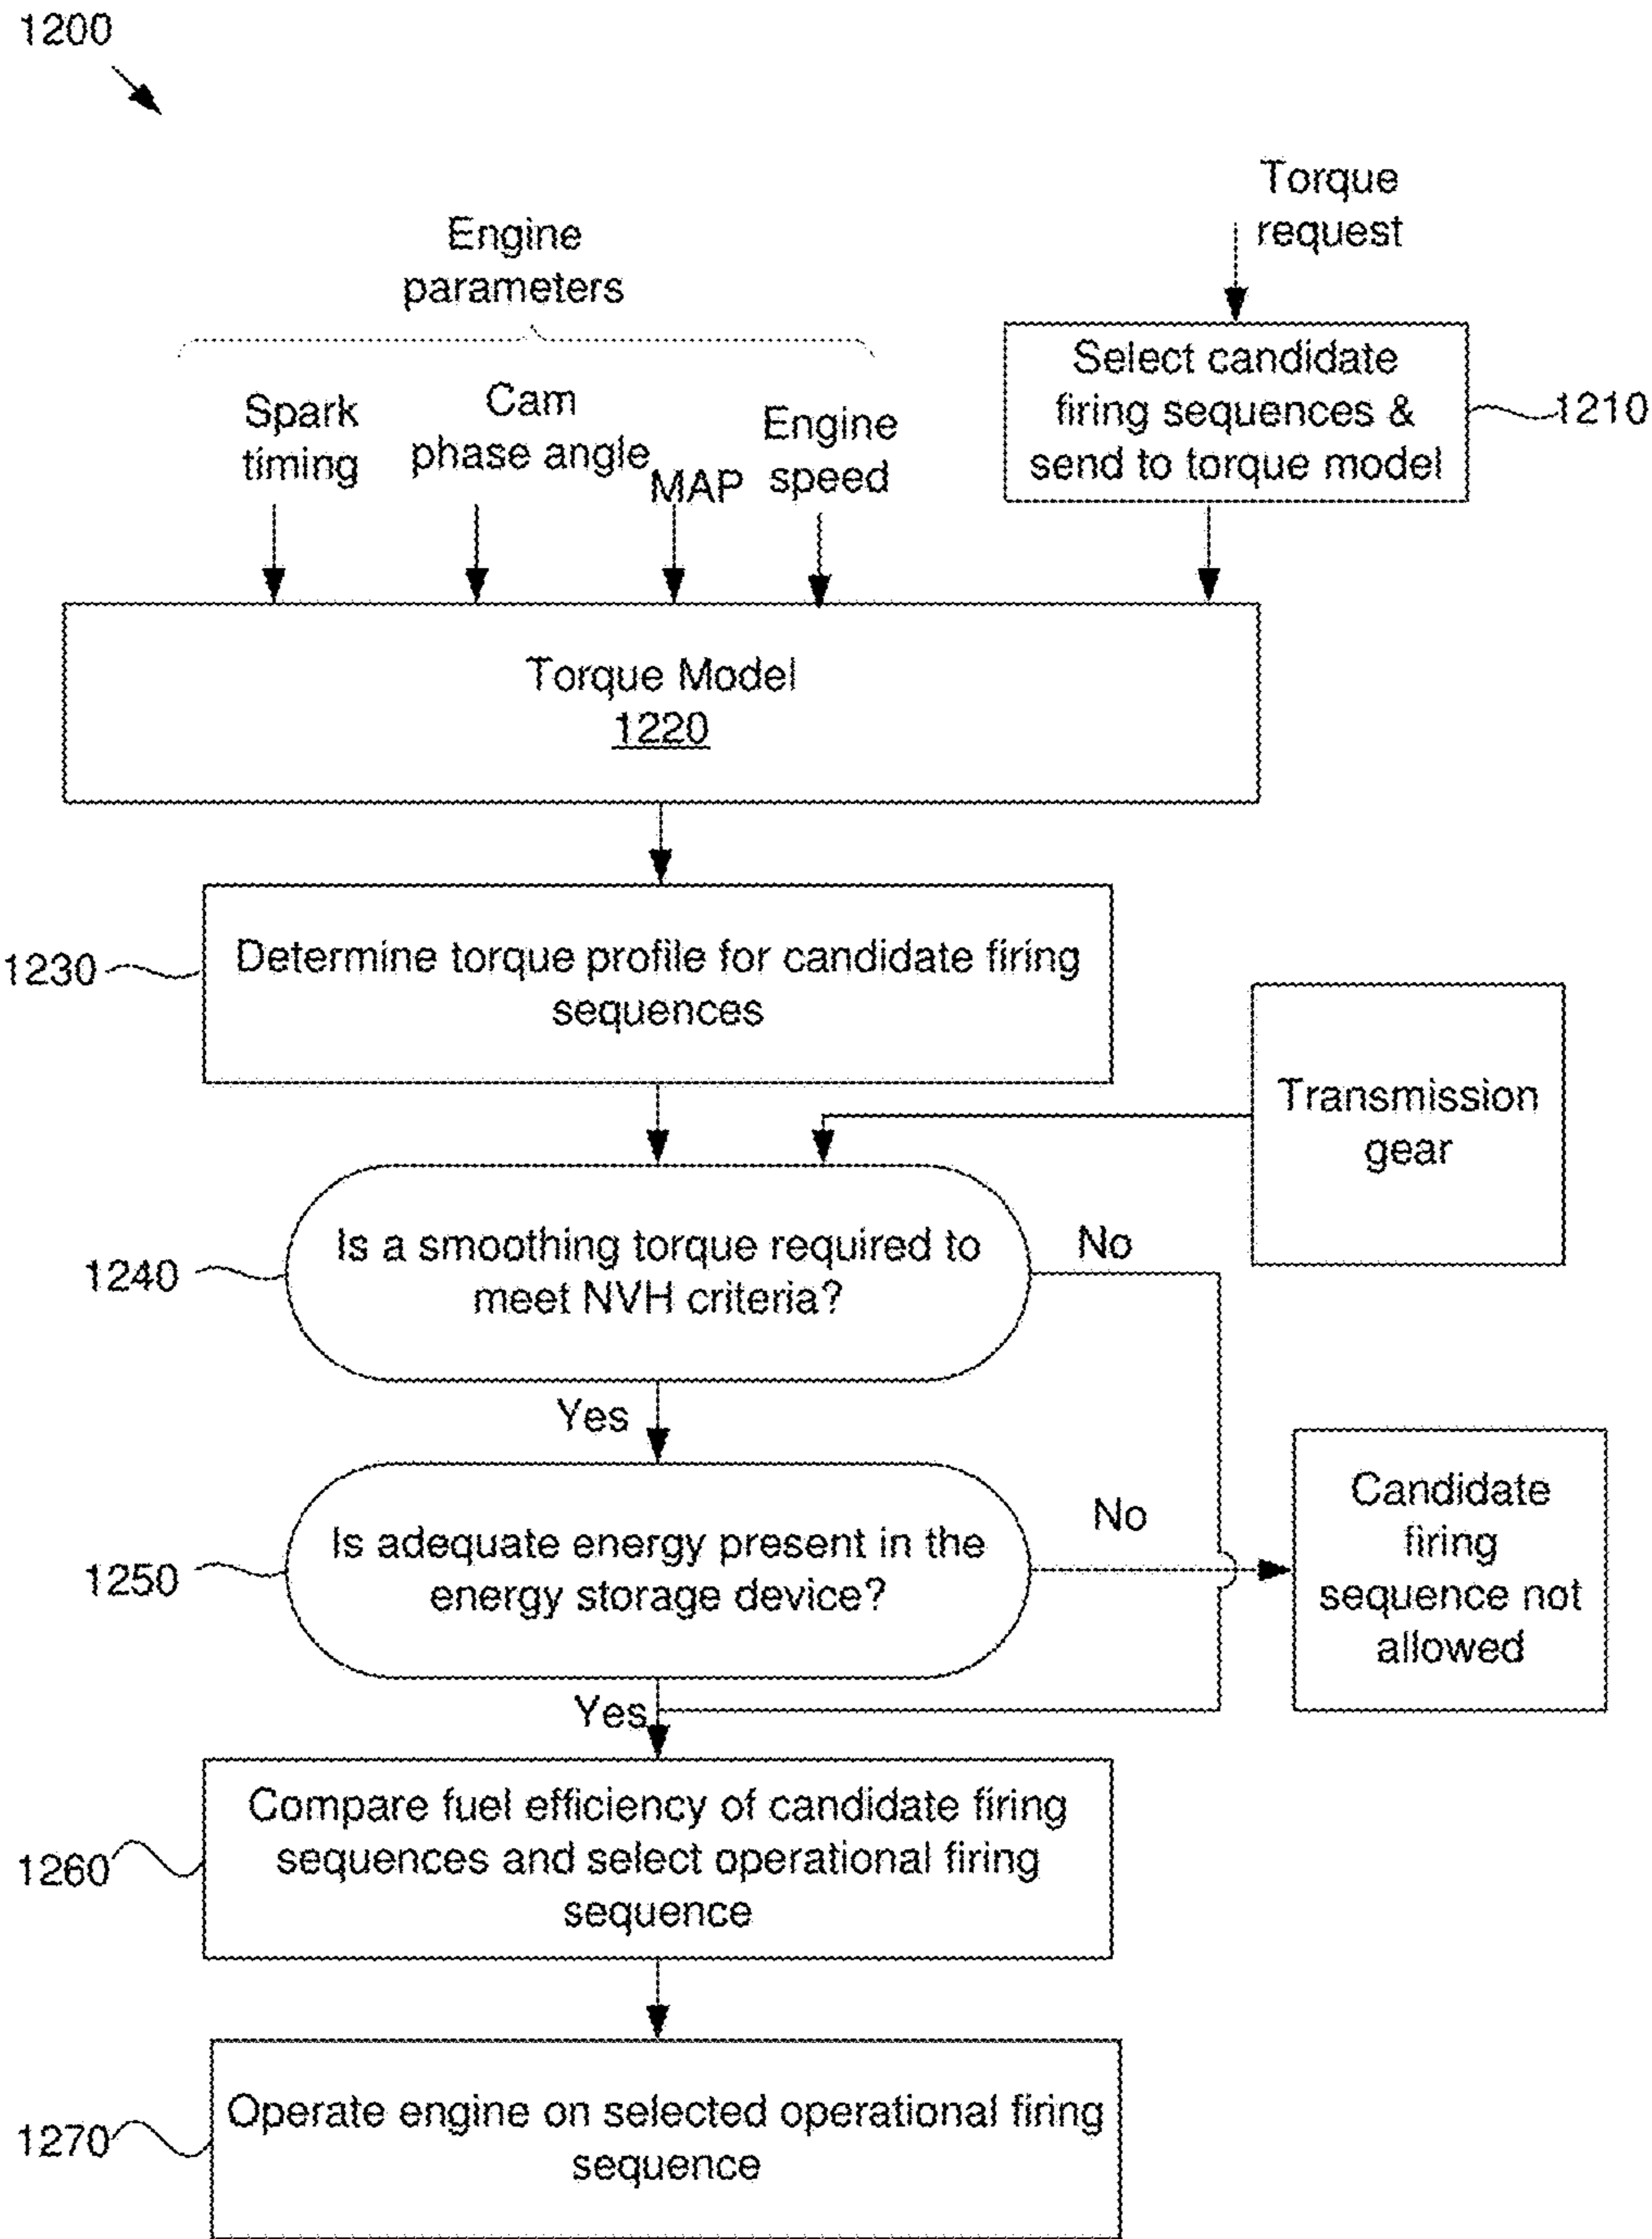 1200
Torque
request
Engine
parameters
Select candidate
firing sequences &
send to torque model
1210
Spark
timing
Cam
phase angle
MAP
Engine
speed
Torque Model
1220
1230
Determine torque profile for candidate firing
sequences
Transmission
gear
1240
Is a smoothing torque required to
meet NVH criteria?
No
Yes
1250
Is adequate energy present in the
energy storage device?
No
Candidate
firing
sequence not
allowed
Yes
1260
Compare fuel efficiency of candidate firing
sequences and select operational firing
sequence
1270
Operate engine on selected operational firing
sequence